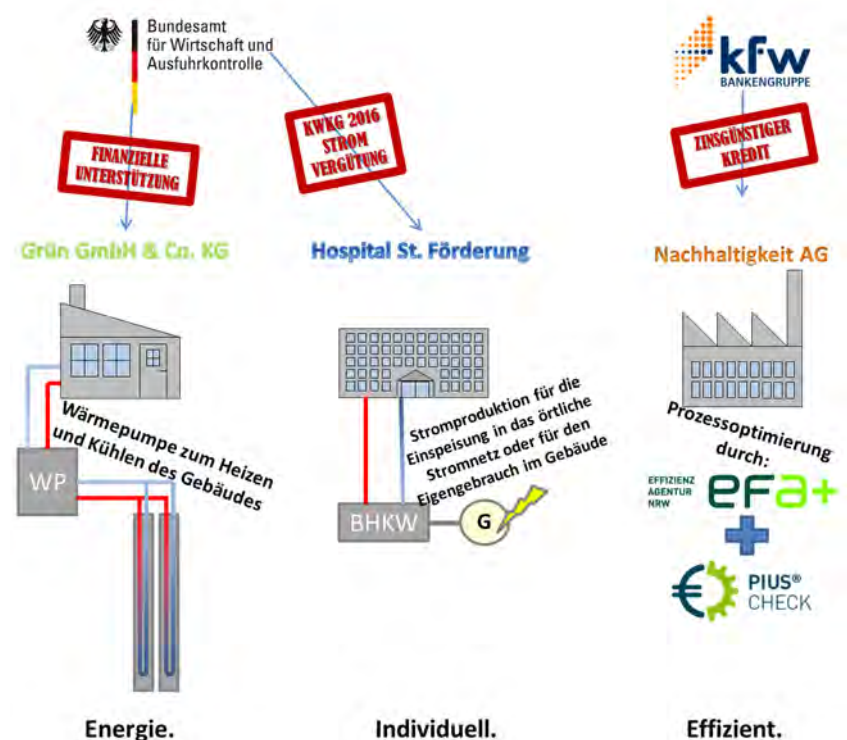 Bundesamt
für Wirtschaft und
Ausfuhrkontrolle
kfw
BANKENGRUPPE
FINANZIELLE
UNTERSTÜTZUNG
KWKG 2016
STROM
VERGÜTUNG
ZINSGÜNSTIGER
KREDIT
Grün GmbH & Co. KG
Hospital St. Förderung
Nachhaltigkeit AG
Wärmepumpe zum Heizen
und Kühlen des Gebäudes
WP
Stromproduktion für die
Einspeisung in das örtliche
Stromnetz oder für den
Eigengebrauch im Gebäude
BHKW
G
Prozessoptimierung
durch:
EFFIZIENZ
AGENTUR
NRW
efa+
PIUS®
CHECK
Energie.
Individuell.
Effizient.